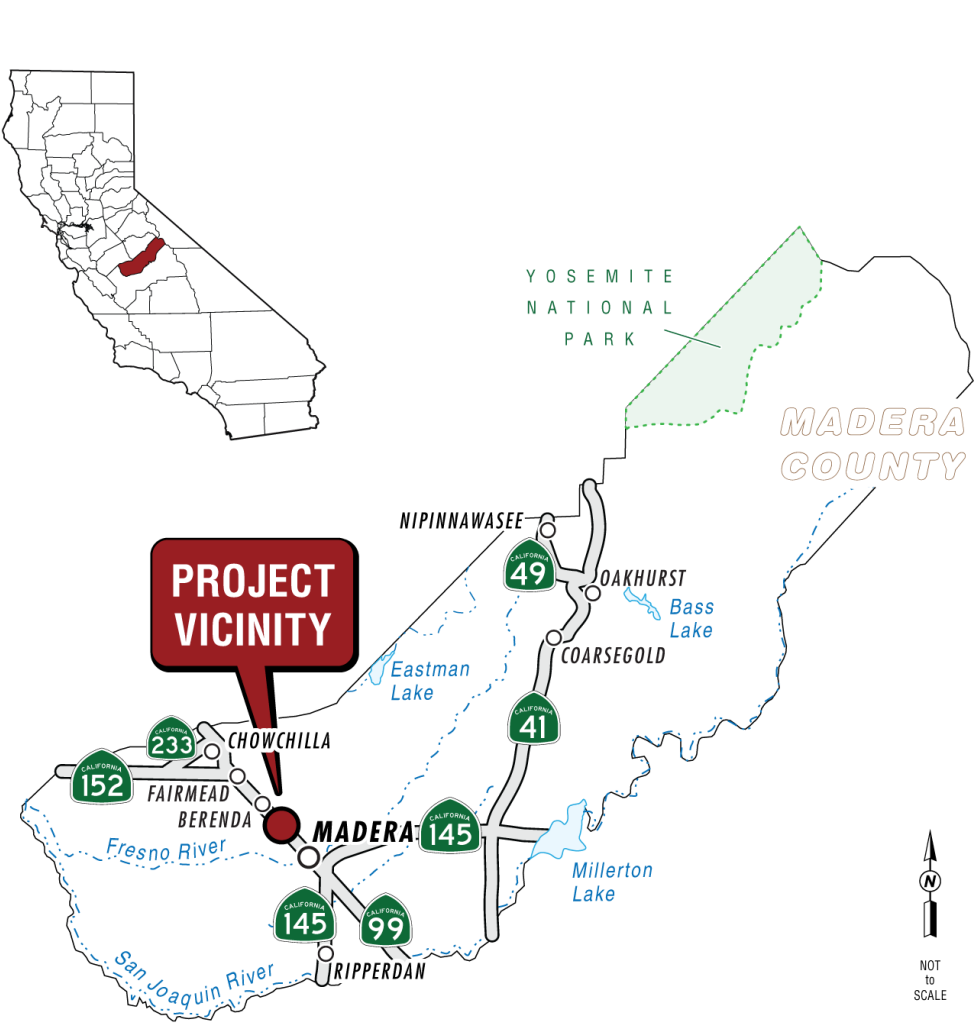 YOSEMITE
NATIONAL
PARK
MADERA
COUNTY
NIPINNAWASEE
CALIFORNIA
49
OAKHURST
Bass
Lake
COARSEGOLD
PROJECT
VICINITY
Eastman
Lake
CALIFORNIA
41
CALIFORNIA
233
CHOWCHILLA
CALIFORNIA
152
FAIRMEAD
BERENDA
MADERA
CALIFORNIA
145
Fresno River
Millerton
Lake
CALIFORNIA
145
CALIFORNIA
99
San Joaquin River
RIPPERDAN
N
NOT
to
SCALE